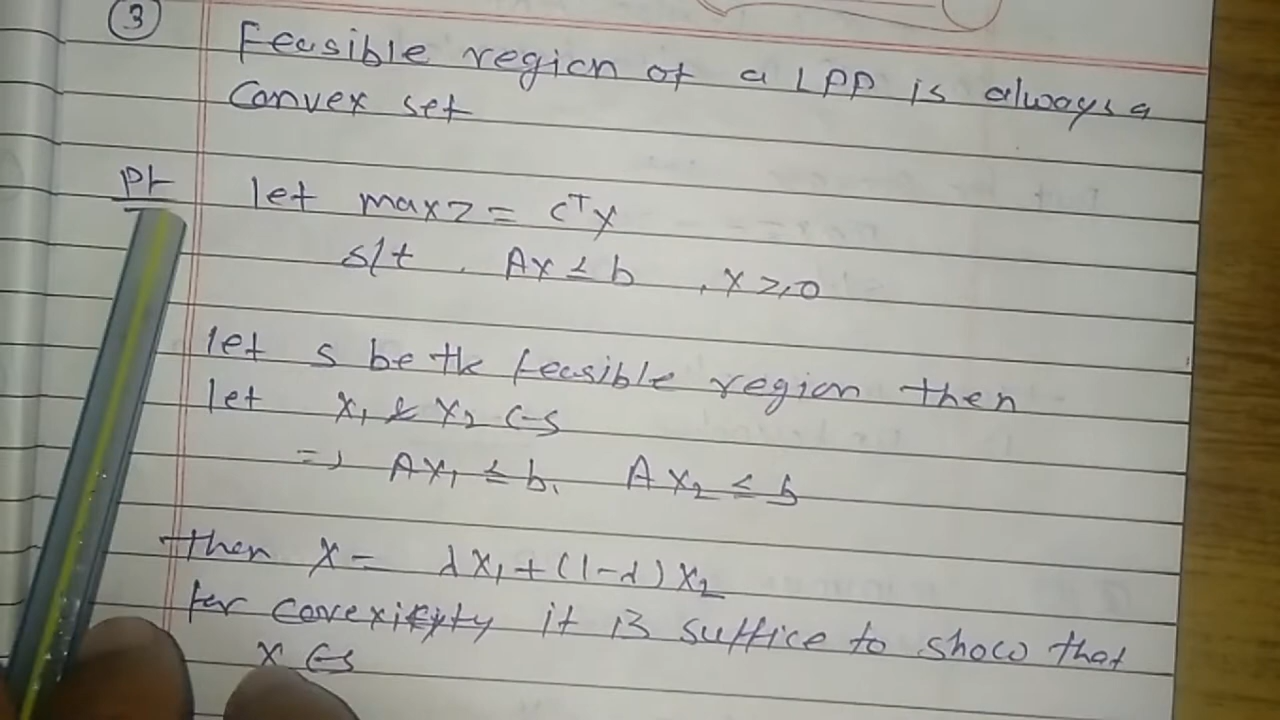 ③ Feasible region of a LPP is always a
convex set
Pf let max z = cᵀx
s/t . Ax ≤ b , x ≥, 0
let s be the feasible region then
let x₁ & x₂ ∈ s
=> Ax₁ ≤ b, Ax₂ ≤ b
then x = λx₁ + (1-λ) x₂
for convexity it is suffice to show that
x ∈ s